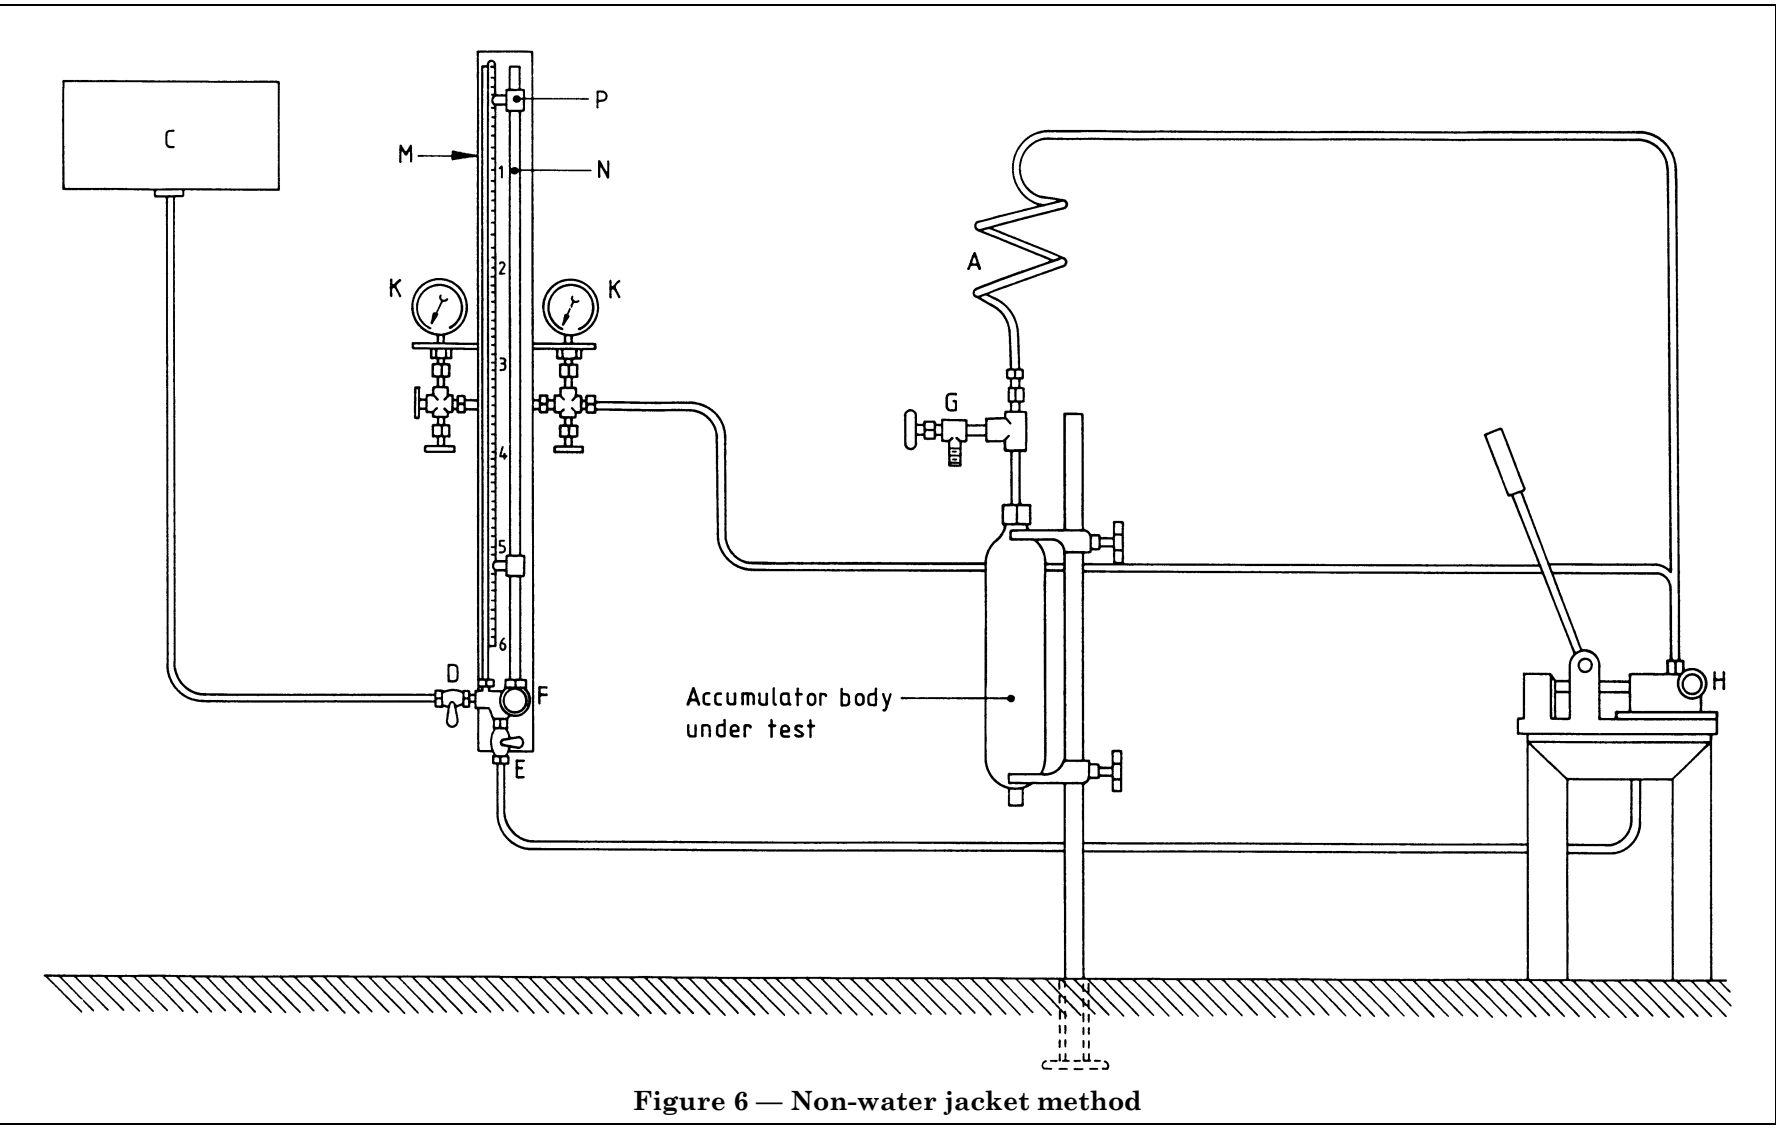 C
P
M
N
1
A
2
K
K
3
G
4
5
6
D
F
H
Accumulator body
under test
E
Figure 6 — Non-water jacket method